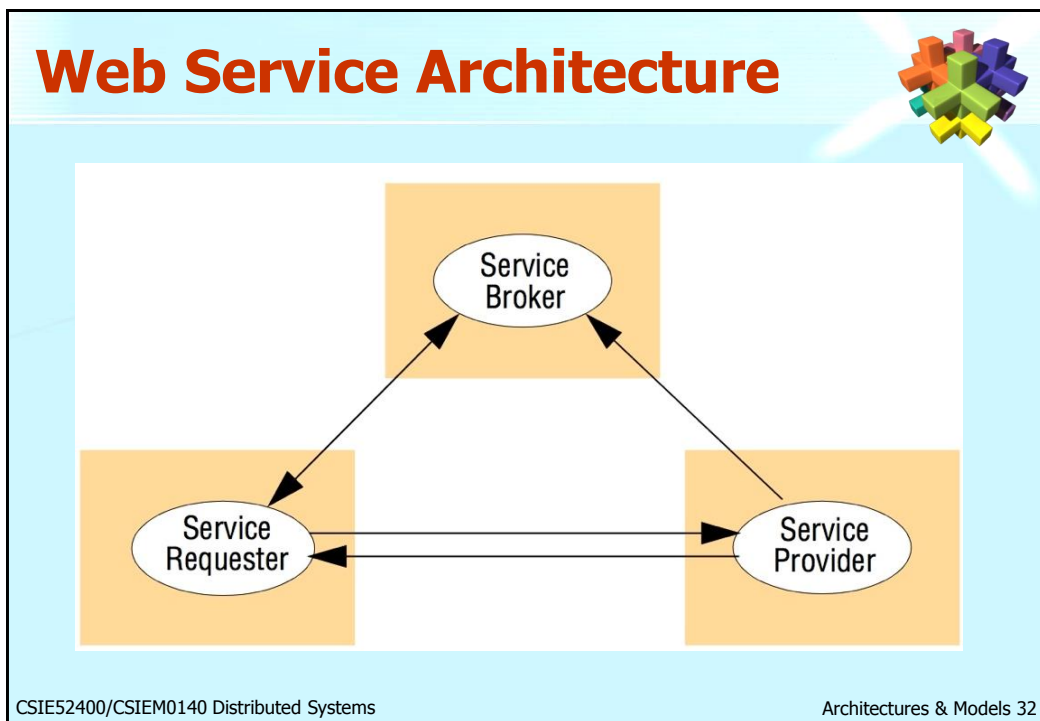 Web Service Architecture
Service
Broker
Service
Requester
Service
Provider
CSIE52400/CSIEM0140 Distributed Systems
Architectures & Models 32